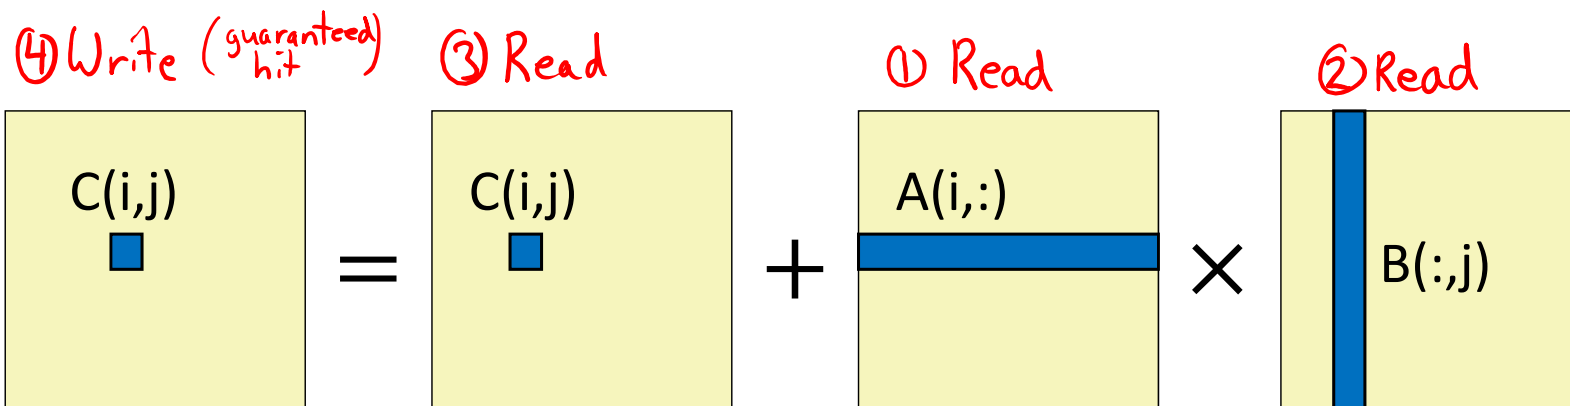 ④ Write (guaranteed hit)
③ Read
① Read
② Read
C(i,j)
=
C(i,j)
+
A(i,:)
×
B(:,j)